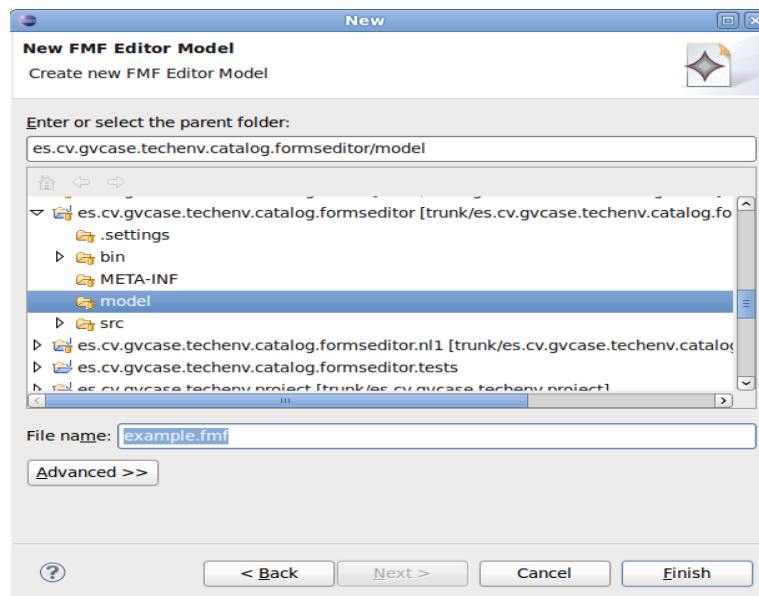 New
New FMF Editor Model
Create new FMF Editor Model
Enter or select the parent folder:
es.cv.gvcase.techenv.catalog.formseditor/model
es.cv.gvcase.techenv.catalog.formseditor [trunk/es.cv.gvcase.techenv.catalog.fo
.settings
bin
META-INF
model
src
es.cv.gvcase.techenv.catalog.formseditor.nl1 [trunk/es.cv.gvcase.techenv.catalog
es.cv.gvcase.techenv.catalog.formseditor.tests
es.cv.gvcase.techenv.project [trunk/es.cv.gvcase.techenv.project]
File name: example.fmf
Advanced >>
< Back
Next >
Cancel
Finish